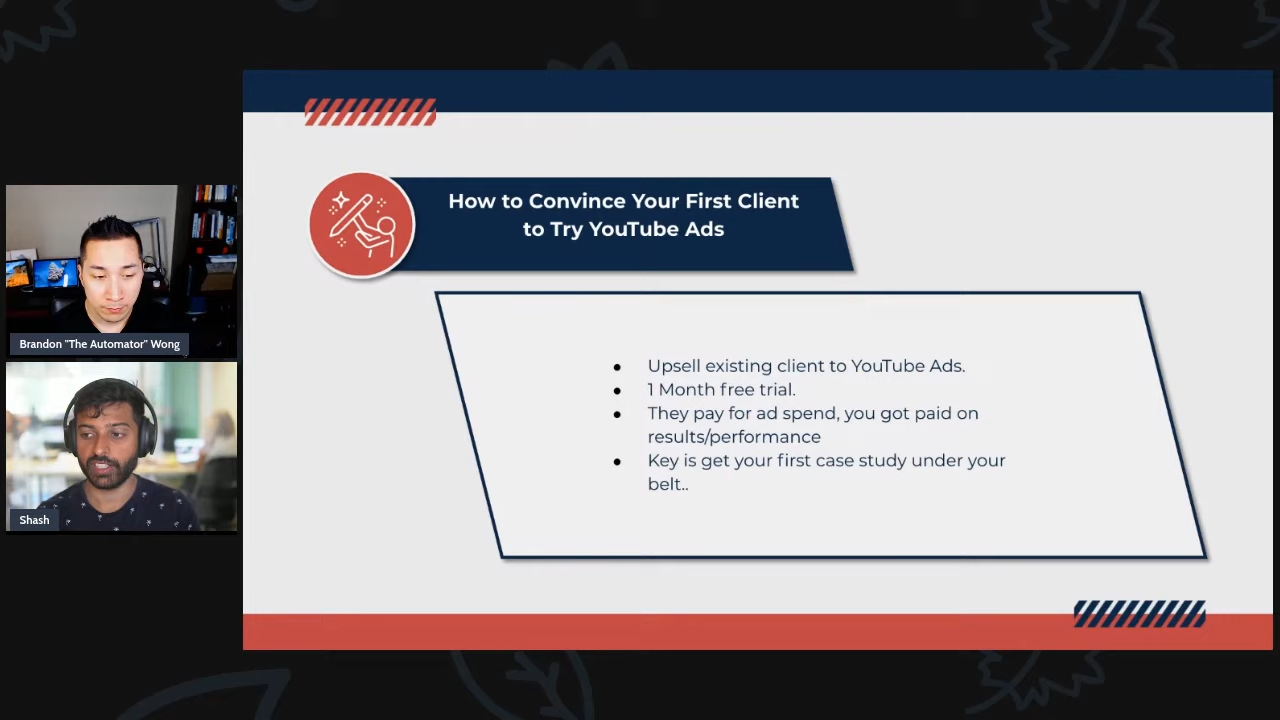 How to Convince Your First Client
to Try YouTube Ads
Brandon "The Automator" Wong
Shash
● Upsell existing client to YouTube Ads.
● 1 Month free trial.
● They pay for ad spend, you got paid on
results/performance
● Key is get your first case study under your
belt..